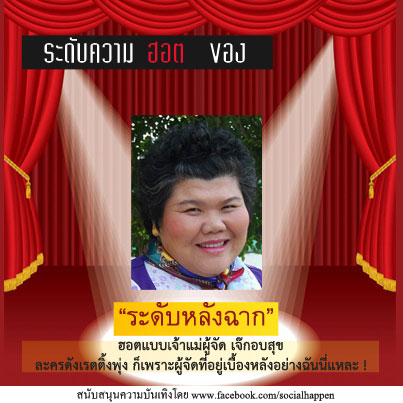 ระดับความ ฮอต ของ
“ระดับหลังฉาก”
ฮอตแบบเจ้าแม่ผู้จัด เจ๊กอบสุข
ละครดังเรตติ้งพุ่ง ก็เพราะผู้จัดที่อยู่เบื้องหลังอย่างฉันนี่แหละ !
สนับสนุนความบันเทิงโดย www.facebook.com/socialhappen